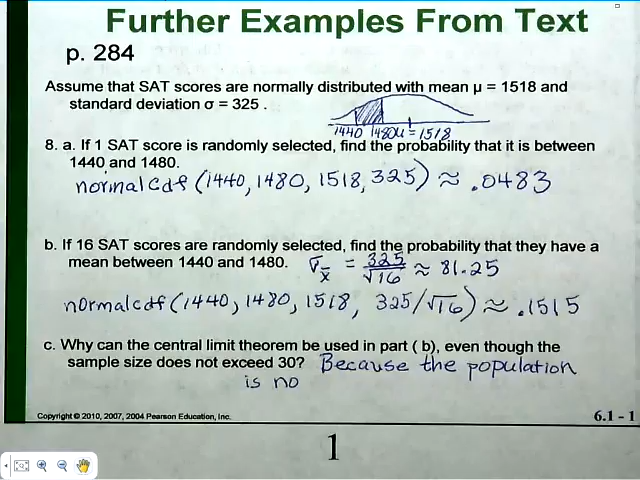 Further Examples From Text
p. 284
Assume that SAT scores are normally distributed with mean μ = 1518 and
standard deviation σ = 325 .
1440 1480 μ = 1518
8. a. If 1 SAT score is randomly selected, find the probability that it is between
1440 and 1480.
normalcdf (1440, 1480, 1518, 325) ≈ .0483
b. If 16 SAT scores are randomly selected, find the probability that they have a
mean between 1440 and 1480. σx̄ = 325/√16 ≈ 81.25
normalcdf (1440, 1480, 1518, 325/√16) ≈ .1515
c. Why can the central limit theorem be used in part ( b), even though the
sample size does not exceed 30? Because the population
is no
Copyright © 2010, 2007, 2004 Pearson Education, Inc. 6.1 - 1
1